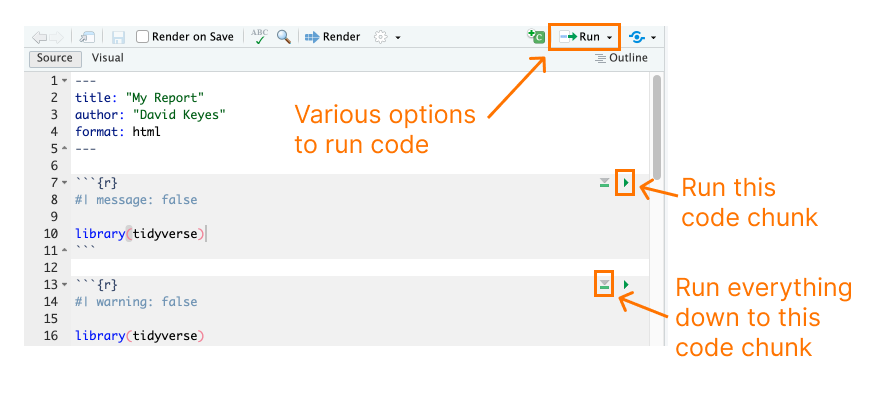 Render on Save ABC Render C Run
Source Visual Outline
1 ---
2 title: "My Report"
3 author: "David Keyes"
4 format: html
5 ---
6
7 ```{r}
8 #| message: false
9
10 library(tidyverse)
11 ```
12
13 ```{r}
14 #| warning: false
15
16 library(tidyverse)
Various options
to run code
Run this
code chunk
Run everything
down to this
code chunk